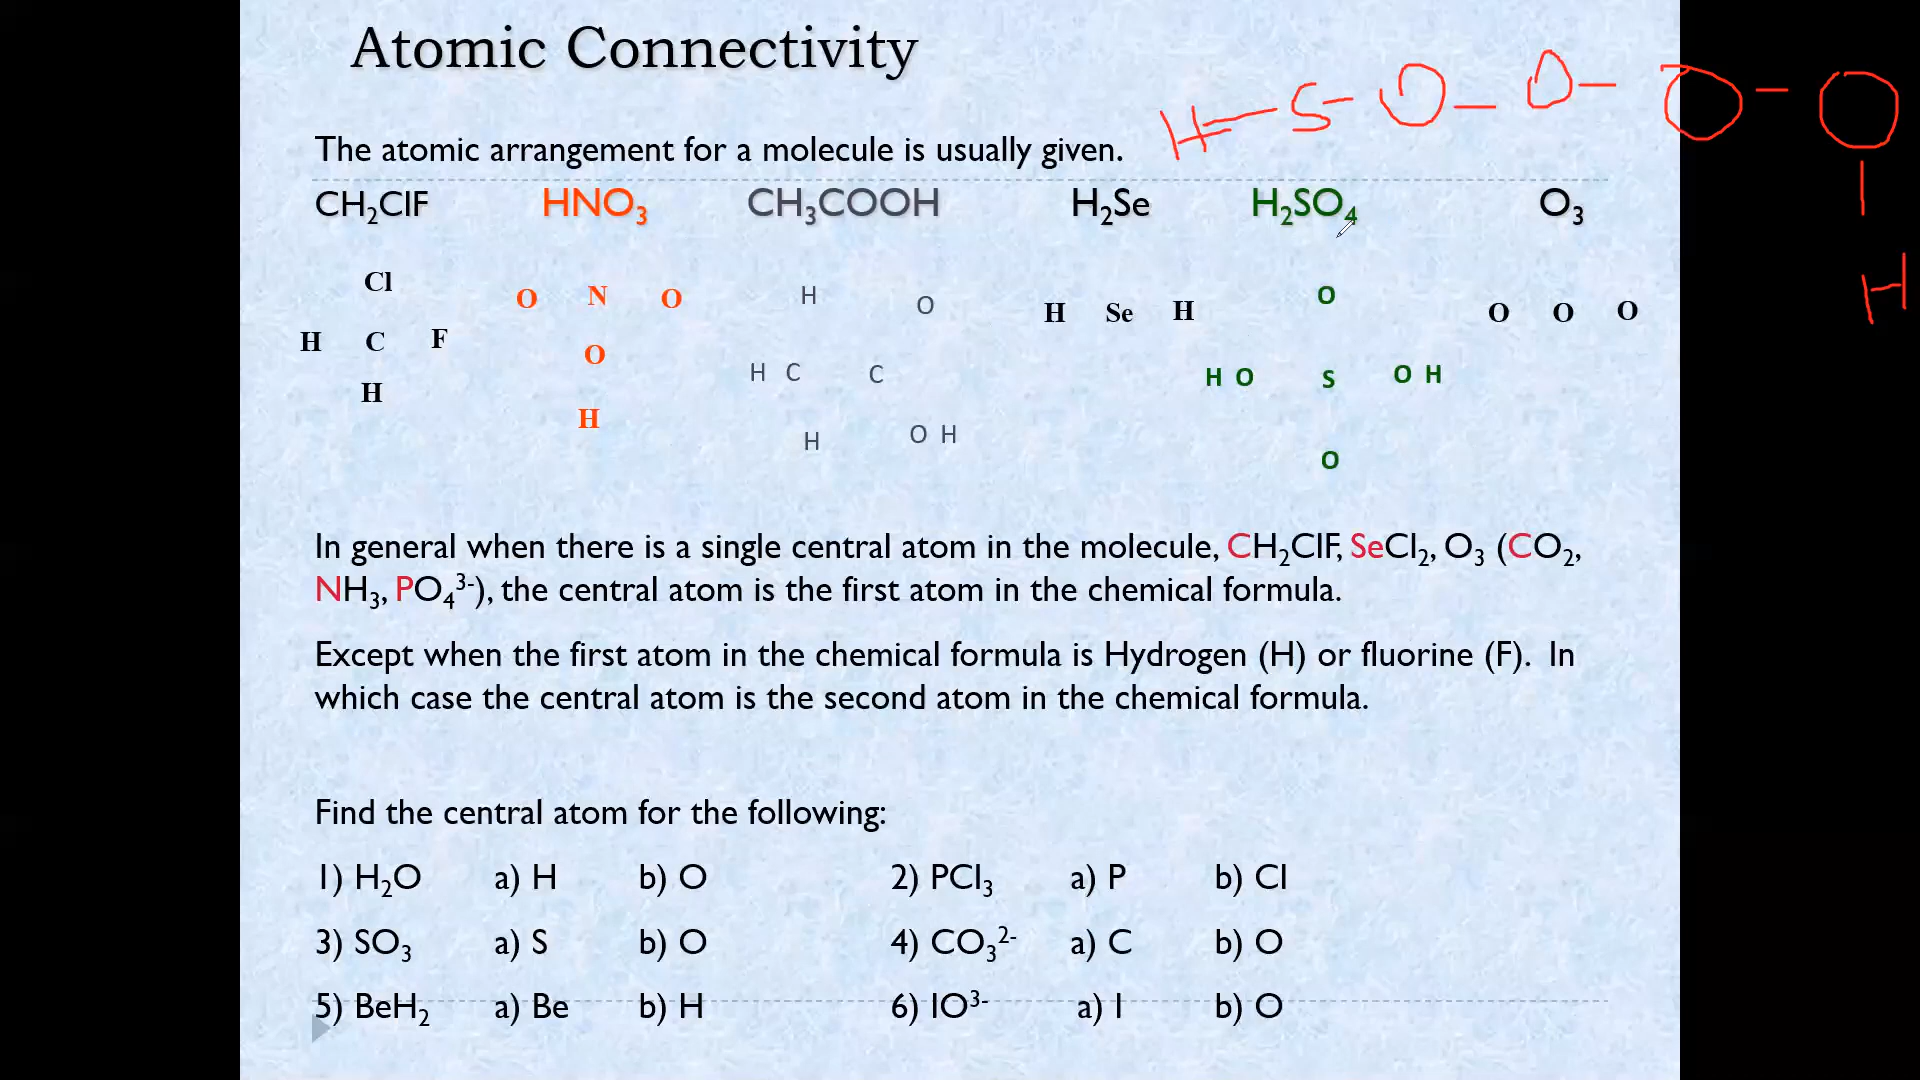 Atomic Connectivity
H-S-O-O-O-O
H
The atomic arrangement for a molecule is usually given.
CH₂ClF HNO₃ CH₃COOH H₂Se H₂SO₄ O₃
Cl
H C F
H
O N O
O
H
H O
H C C
H O H
H Se H
O
H O S O H
O
O O O
In general when there is a single central atom in the molecule, CH₂ClF, SeCl₂, O₃ (CO₂,
NH₃, PO₄³⁻), the central atom is the first atom in the chemical formula.
Except when the first atom in the chemical formula is Hydrogen (H) or fluorine (F). In
which case the central atom is the second atom in the chemical formula.
Find the central atom for the following:
1) H₂O a) H b) O 2) PCl₃ a) P b) Cl
3) SO₃ a) S b) O 4) CO₃²⁻ a) C b) O
5) BeH₂ a) Be b) H 6) IO³⁻ a) I b) O